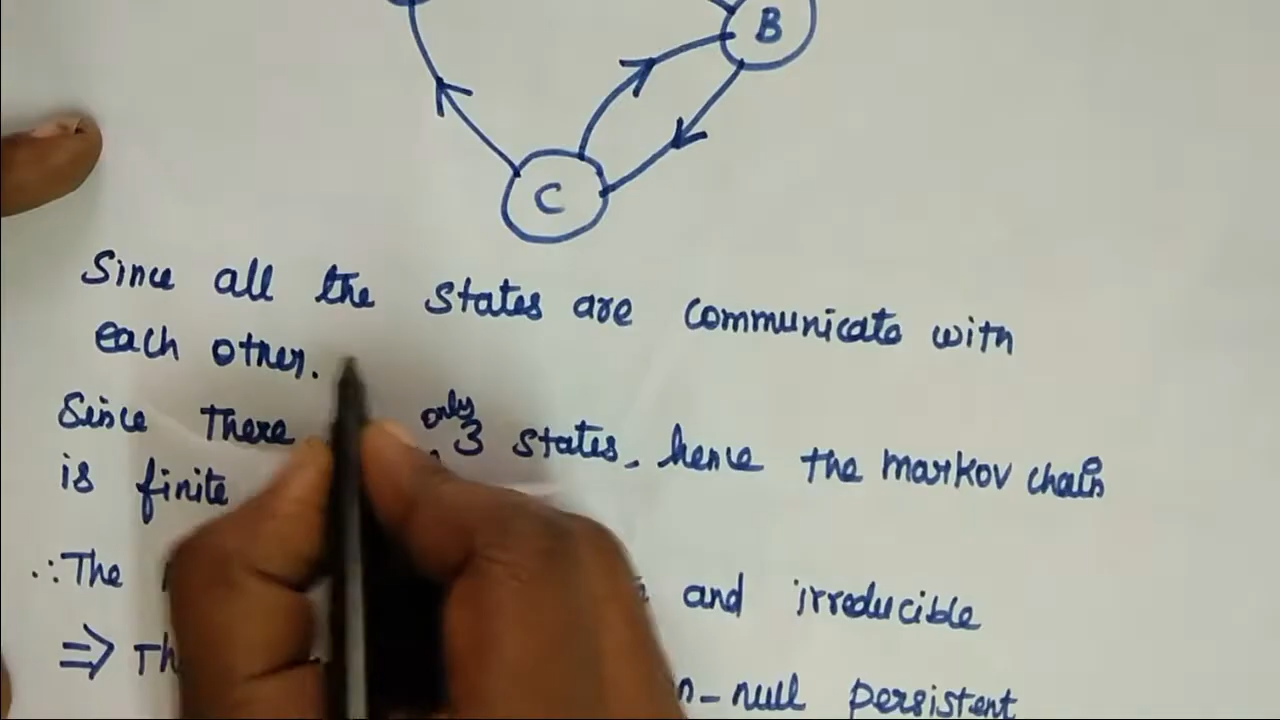 B
C
Since all the states are communicate with
each other.
Since There only 3 states, hence the markov chain
is finite
∴ The and irreducible
⇒ Th n-null persistent